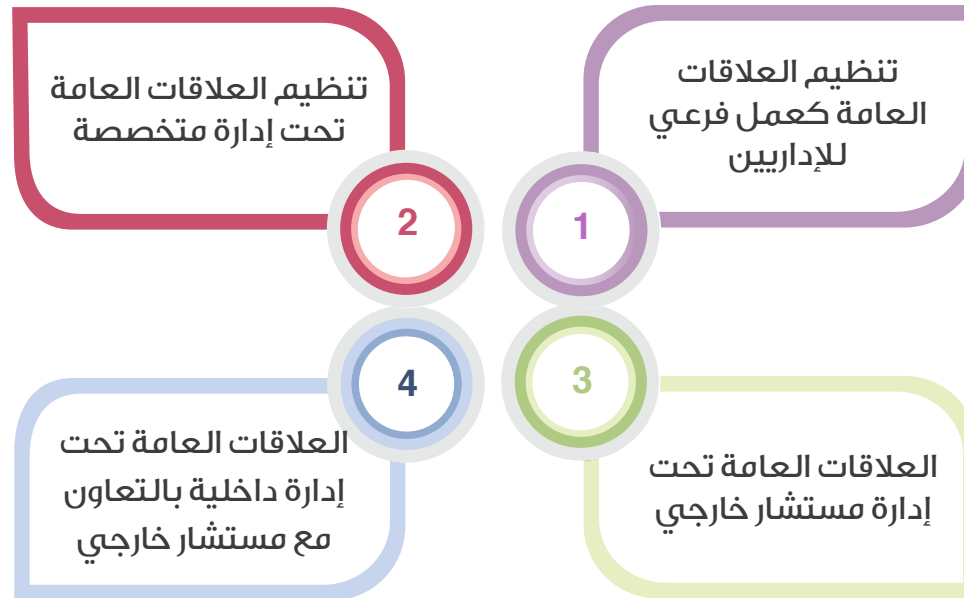 1
تنظيم العلاقات
العامة كعمل فرعي
للإداريين
2
تنظيم العلاقات العامة
تحت إدارة متخصصة
3
العلاقات العامة تحت
إدارة مستشار خارجي
4
العلاقات العامة تحت
إدارة داخلية بالتعاون
مع مستشار خارجي